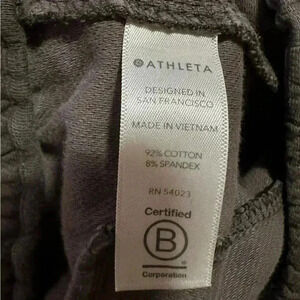 ATHLETA
DESIGNED IN
SAN FRANCISCO
MADE IN VIETNAM
92% COTTON
8% SPANDEX
RN 54023
Certified
B
Corporation